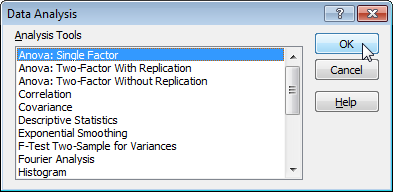 Data Analysis
Analysis Tools
Anova: Single Factor
Anova: Two-Factor With Replication
Anova: Two-Factor Without Replication
Correlation
Covariance
Descriptive Statistics
Exponential Smoothing
F-Test Two-Sample for Variances
Fourier Analysis
Histogram
OK
Cancel
Help